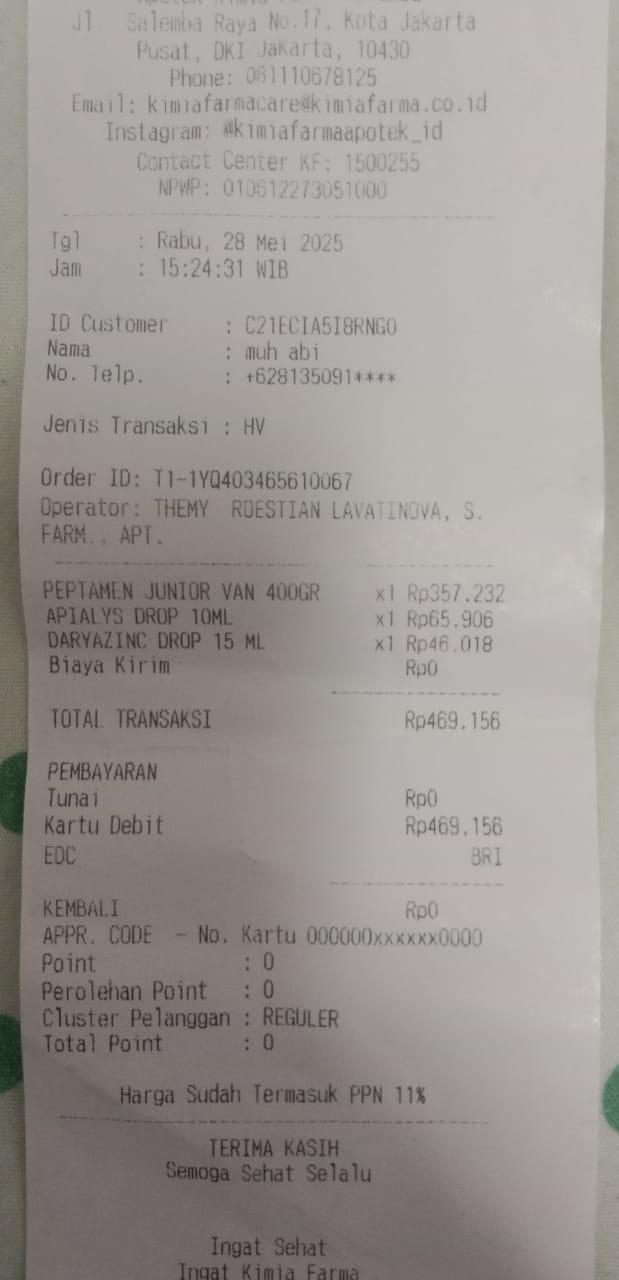 Jl. Salemba Raya No.17, Kota Jakarta
Pusat, DKI Jakarta, 10430
Phone: 081110678125
Email: kimiafarmacare@kimiafarma.co.id
Instagram: @kimiafarmaapotek_id
Contact Center KF: 1500255
NPWP: 010612273051000
Tgl : Rabu, 28 Mei 2025
Jam : 15:24:31 WIB
ID Customer : C21ECIA5I8RNGO
Nama : muh abi
No. Telp. : +628135091****
Jenis Transaksi : HV
Order ID: T1-1YQ403465610067
Operator: THEMY ROESTIAN LAVATINOVA, S.
FARM., APT.
PEPTAMEN JUNIOR VAN 400GR x1 Rp357.232
APIALYS DROP 10ML x1 Rp65.906
DARYAZINC DROP 15 ML x1 Rp46.018
Biaya Kirim Rp0
TOTAL TRANSAKSI Rp469.156
PEMBAYARAN
Tunai Rp0
Kartu Debit Rp469.156
EDC BRI
KEMBALI Rp0
APPR. CODE - No. Kartu 000000xxxxxx0000
Point : 0
Perolehan Point : 0
Cluster Pelanggan : REGULER
Total Point : 0
Harga Sudah Termasuk PPN 11%
TERIMA KASIH
Semoga Sehat Selalu
Ingat Sehat
Ingat Kimia Farma